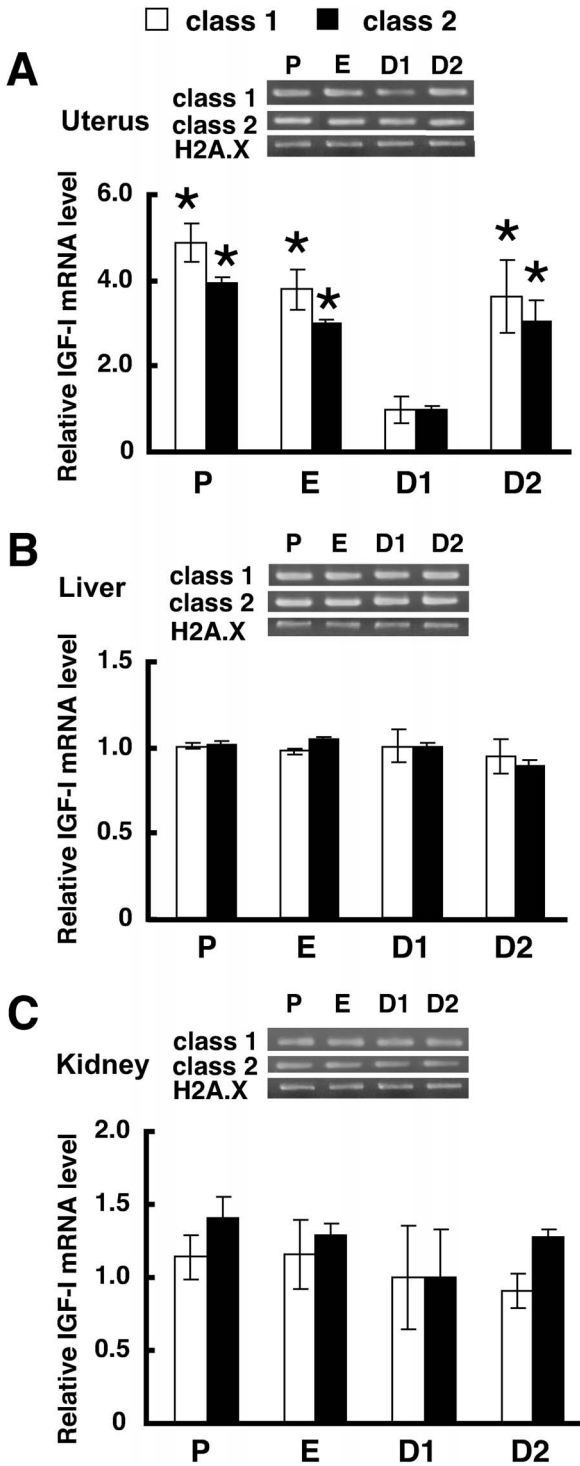 class 1 class 2
A
P E D1 D2
Uterus
class 1
class 2
H2A.X
Relative IGF-I mRNA level
6.0
4.0
2.0
0
* * * * * *
P E D1 D2
B
P E D1 D2
Liver
class 1
class 2
H2A.X
Relative IGF-I mRNA level
1.5
1.0
0.5
0
P E D1 D2
C
P E D1 D2
Kidney
class 1
class 2
H2A.X
Relative IGF-I mRNA level
2.0
1.5
1.0
0.5
0
P E D1 D2